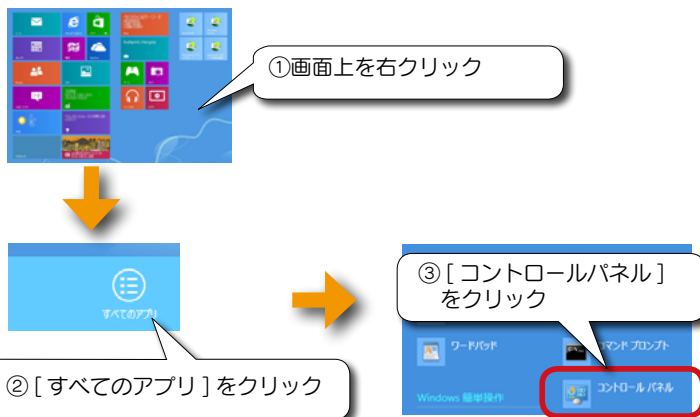 ①画面上を右クリック
すべてのアプリ
② [ すべてのアプリ ] をクリック
③ [ コントロールパネル ]
をクリック
ワードパッド
コマンド プロンプト
Windows 簡単操作
コントロール パネル